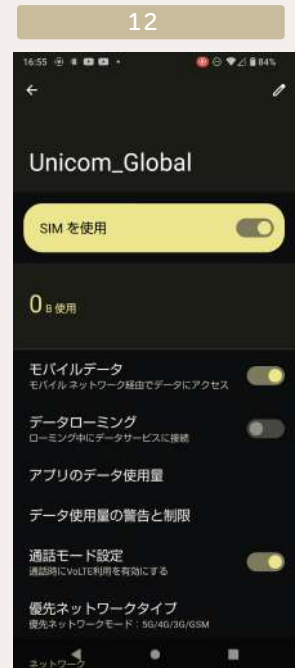 12
16:55
84%
Unicom_Global
SIM を使用
0 B 使用
モバイルデータ
モバイル ネットワーク経由でデータにアクセス
データローミング
ローミング中にデータサービスに接続
アプリのデータ使用量
データ使用量の警告と制限
通話モード設定
通話時にVoLTE利用を有効にする
優先ネットワークタイプ
優先ネットワークモード：5G/4G/3G/GSM
ネットワーク